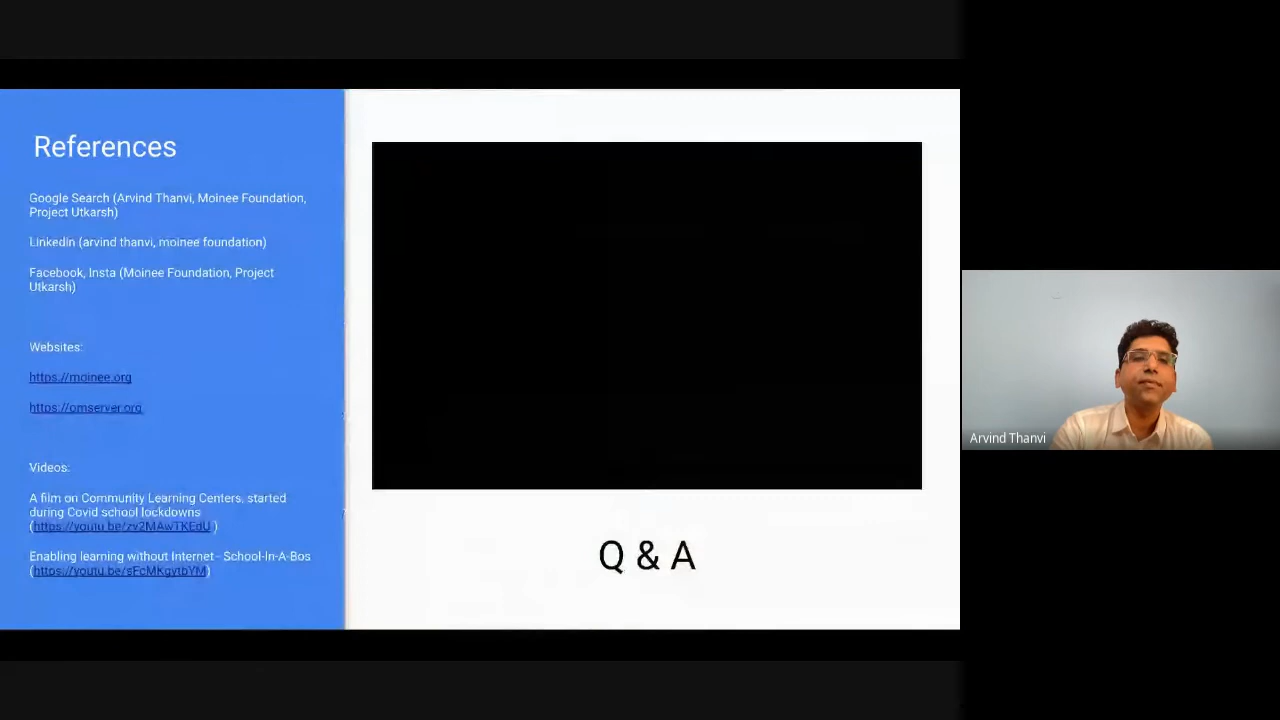 References
Google Search (Arvind Thanvi, Moinee Foundation,
Project Utkarsh)
Linkedin (arvind thanvi, moinee foundation)
Facebook, Insta (Moinee Foundation, Project
Utkarsh)
Websites:
https://moinee.org
https://omserver.org
Videos:
A film on Community Learning Centers, started
during Covid school lockdowns
(https://youtu.be/zv2MAwTKEdU )
Enabling learning without Internet - School-In-A-Bos
(https://youtu.be/sFcMKgvtbYM)
Q & A
Arvind Thanvi